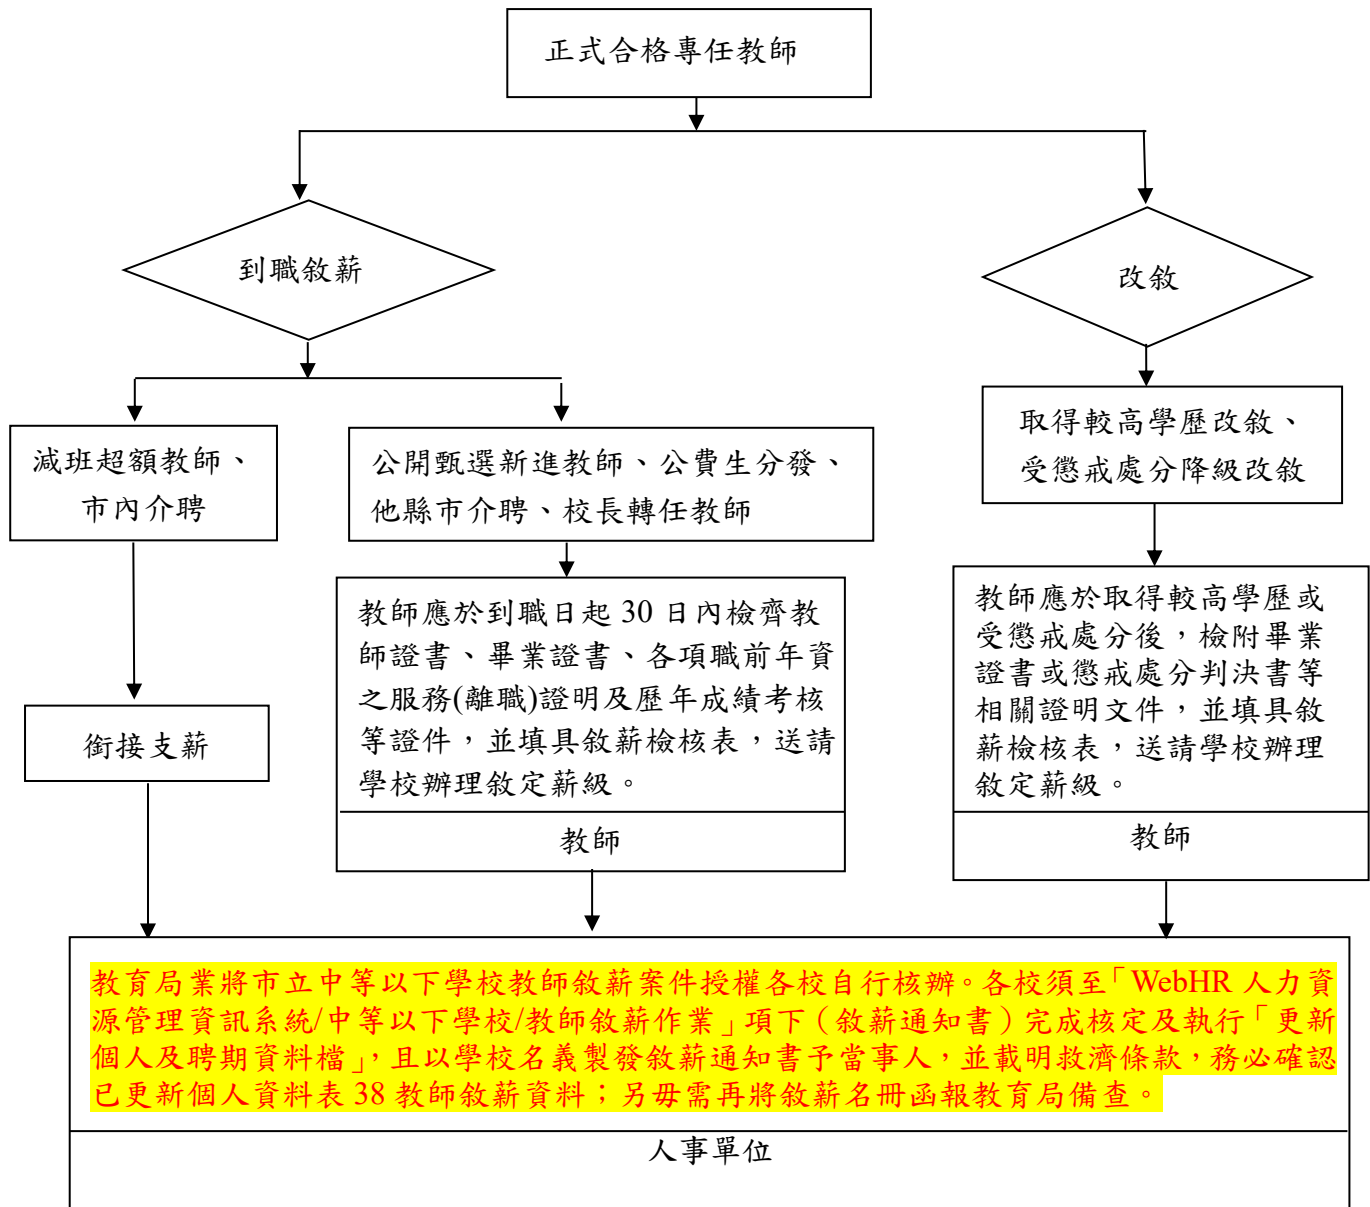 正式合格專任教師
到職敘薪
改敘
減班超額教師、
市內介聘
公開甄選新進教師、公費生分發、
他縣市介聘、校長轉任教師
取得較高學歷改敘、
受懲戒處分降級改敘
銜接支薪
教師應於到職日起 30 日內檢齊教
師證書、畢業證書、各項職前年資
之服務(離職)證明及歷年成績考核
等證件，並填具敘薪檢核表，送請
學校辦理敘定薪級。
教師
教師應於取得較高學歷或
受懲戒處分後，檢附畢業
證書或懲戒處分判決書等
相關證明文件，並填具敘
薪檢核表，送請學校辦理
敘定薪級。
教師
教育局業將市立中等以下學校教師敘薪案件授權各校自行核辦。各校須至「WebHR 人力資
源管理資訊系統/中等以下學校/教師敘薪作業」項下（敘薪通知書）完成核定及執行「更新
個人及聘期資料檔」，且以學校名義製發敘薪通知書予當事人，並載明救濟條款，務必確認
已更新個人資料表 38 教師敘薪資料；另毋需再將敘薪名冊函報教育局備查。
人事單位